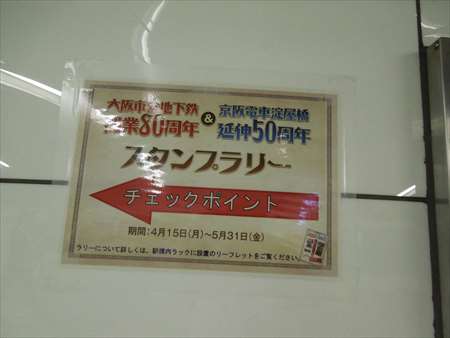 大阪市営地下鉄
開業80周年
&
京阪電車淀屋橋
延伸50周年
スタンプラリー
チェックポイント
期間:4月15日(月)~5月31日(金)
ラリーについて詳しくは、駅構内ラックに設置のリーフレットをご覧ください。